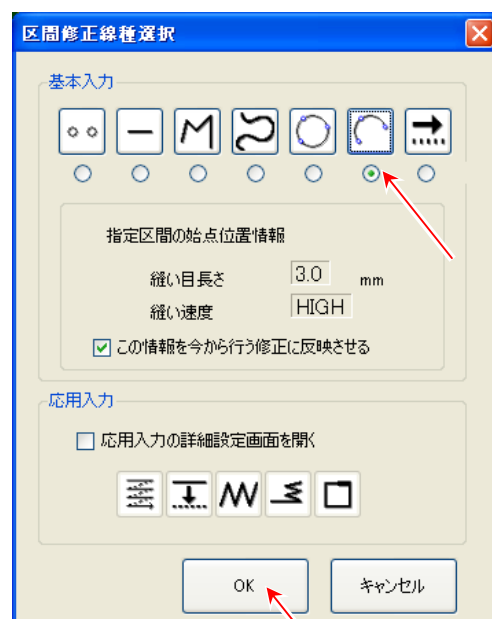 区間修正線種選択
基本入力
指定区間の始点位置情報
縫い目長さ 3.0 mm
縫い速度 HIGH
この情報を今から行う修正に反映させる
応用入力
応用入力の詳細設定画面を開く
OK キャンセル